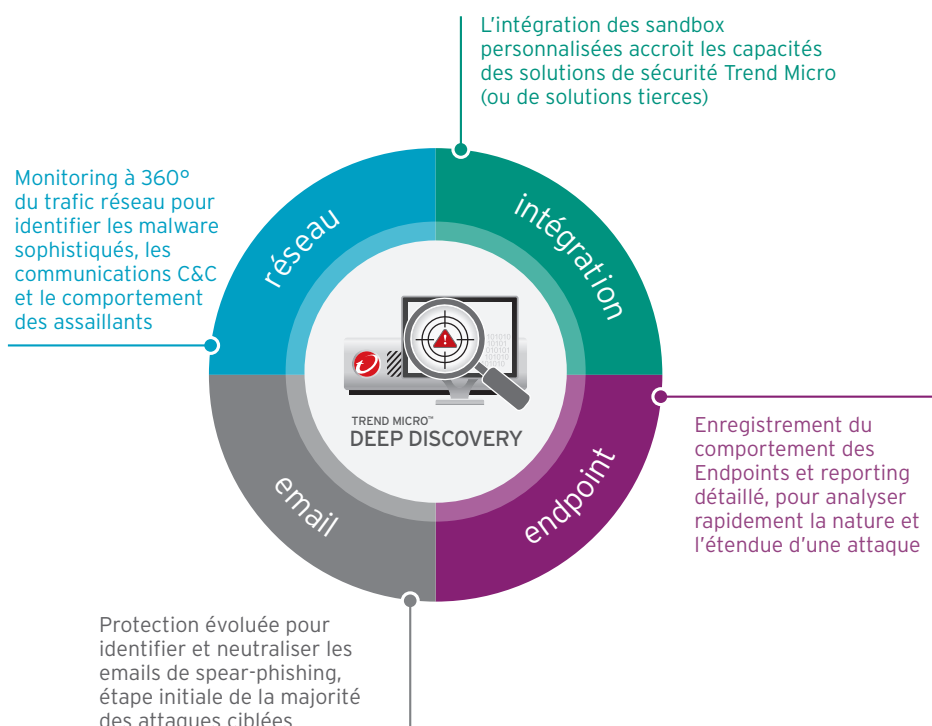 L'intégration des sandbox
personnalisées accroit les capacités
des solutions de sécurité Trend Micro
(ou de solutions tierces)
Monitoring à 360°
du trafic réseau pour
identifier les malware
sophistiqués, les
communications C&C
et le comportement
des assaillants
réseau
intégration
TREND MICRO™
DEEP DISCOVERY
email
endpoint
Enregistrement du
comportement des
Endpoints et reporting
détaillé, pour analyser
rapidement la nature et
l'étendue d'une attaque
Protection évoluée pour
identifier et neutraliser les
emails de spear-phishing,
étape initiale de la majorité
des attaques ciblées